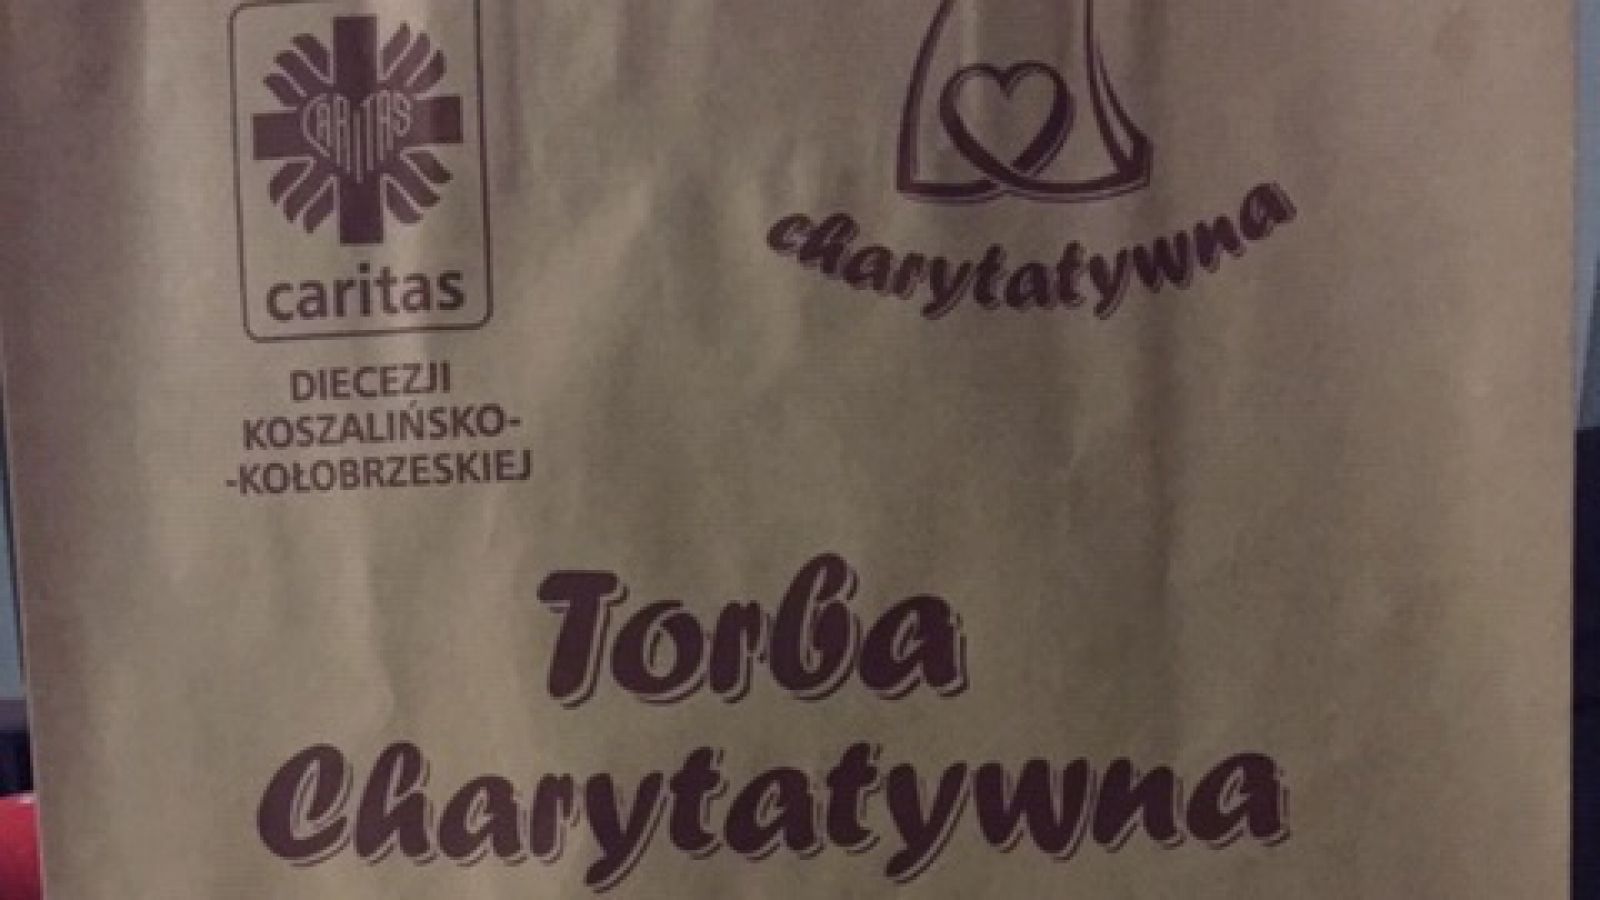 CARITAS
caritas
DIECEZJI
KOSZALIŃSKO-
-KOŁOBRZESKIEJ
charytatywna
Torba
Charytatywna